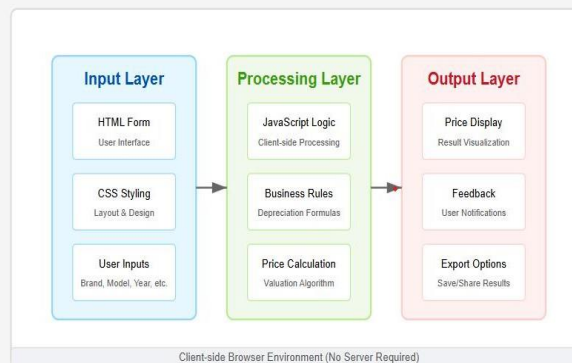 Input Layer
HTML Form
User Interface
CSS Styling
Layout & Design
User Inputs
Brand, Model, Year, etc.
Processing Layer
JavaScript Logic
Client-side Processing
Business Rules
Depreciation Formulas
Price Calculation
Valuation Algorithm
Output Layer
Price Display
Result Visualization
Feedback
User Notifications
Export Options
Save/Share Results
Client-side Browser Environment (No Server Required)